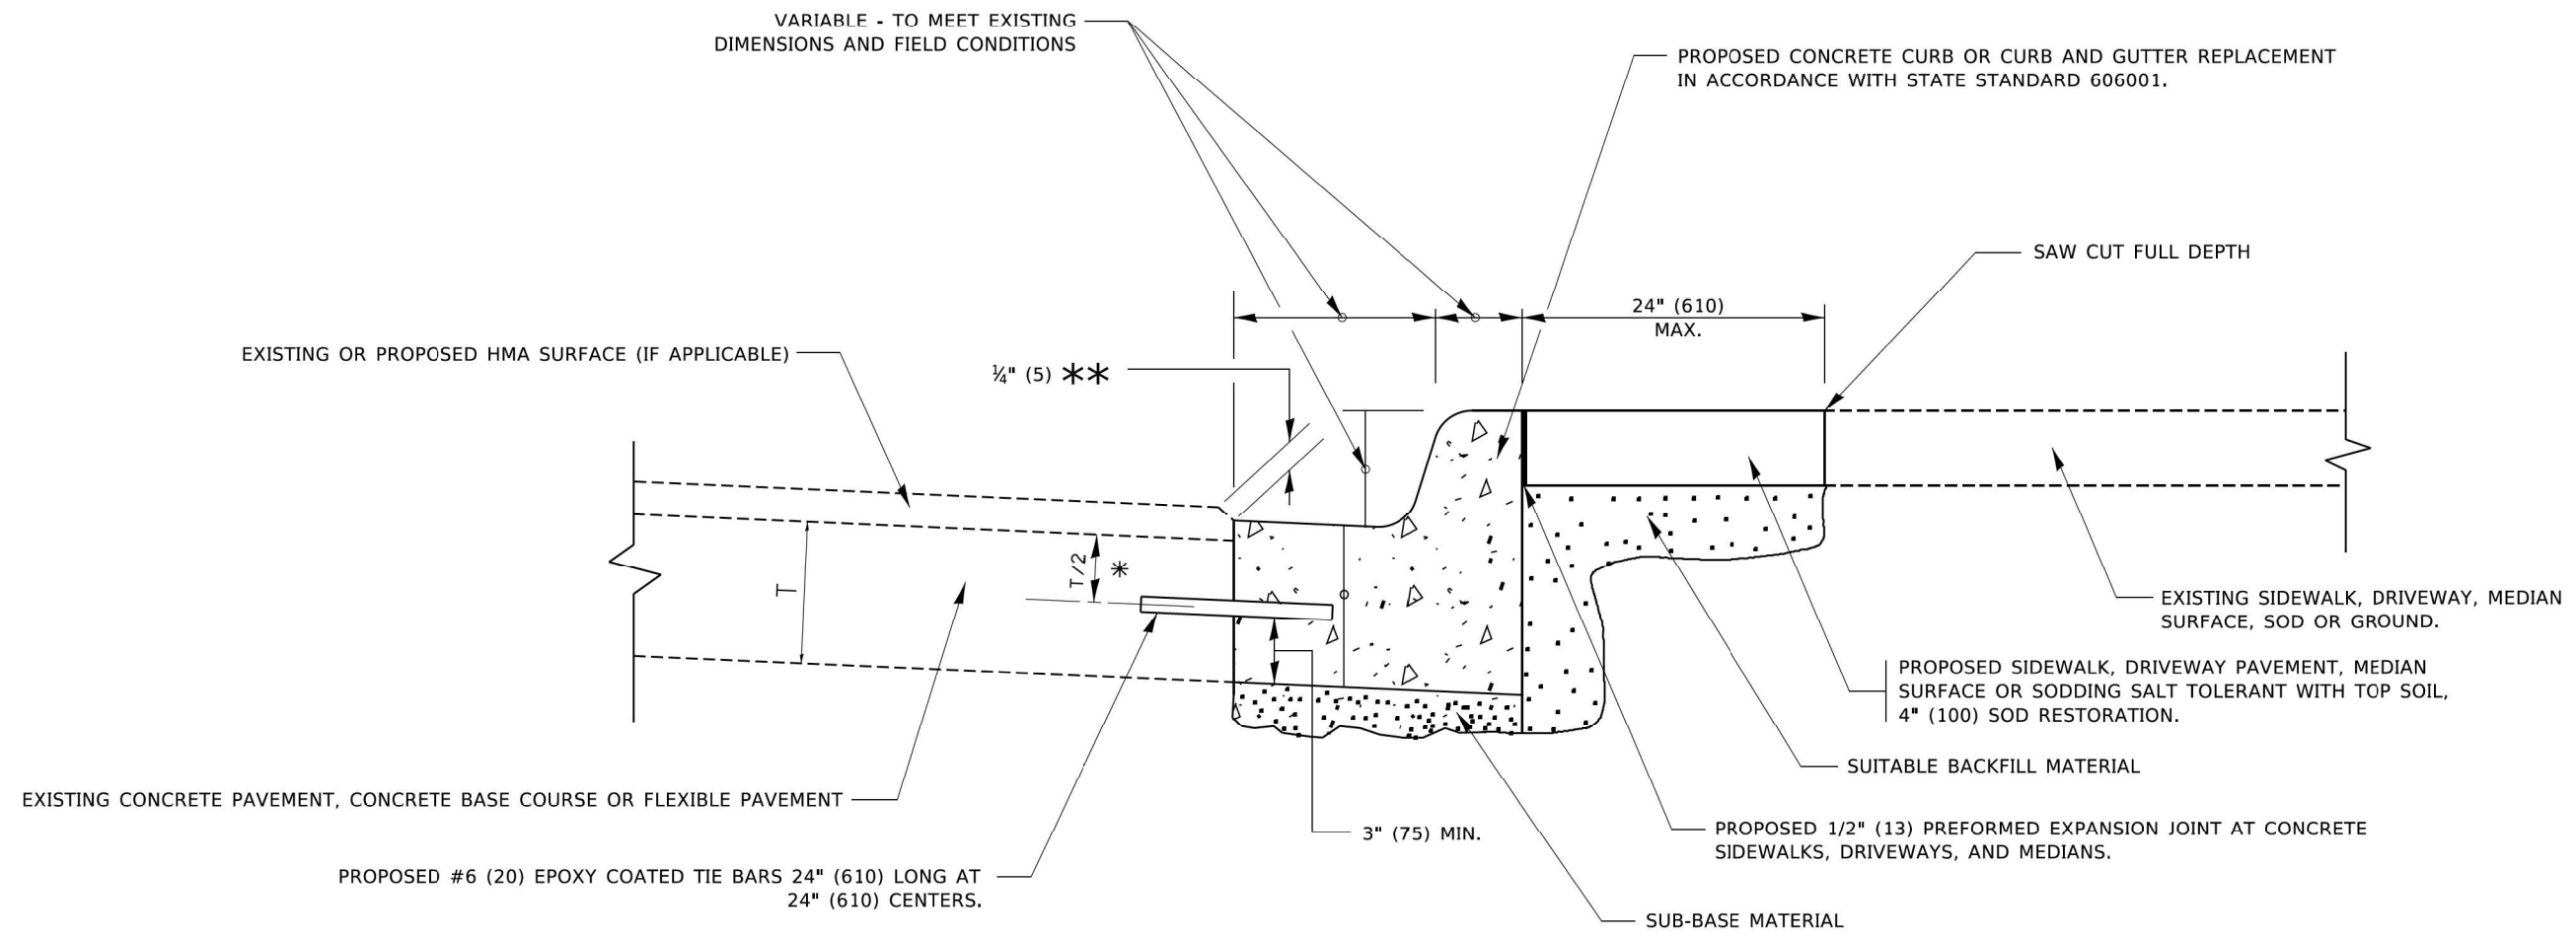 VARIABLE - TO MEET EXISTING
DIMENSIONS AND FIELD CONDITIONS
PROPOSED CONCRETE CURB OR CURB AND GUTTER REPLACEMENT
IN ACCORDANCE WITH STATE STANDARD 606001.
SAW CUT FULL DEPTH
24" (610)
MAX.
EXISTING OR PROPOSED HMA SURFACE (IF APPLICABLE)
¼" (5) **
T/2 *
T
EXISTING SIDEWALK, DRIVEWAY, MEDIAN
SURFACE, SOD OR GROUND.
PROPOSED SIDEWALK, DRIVEWAY PAVEMENT, MEDIAN
SURFACE OR SODDING SALT TOLERANT WITH TOP SOIL,
4" (100) SOD RESTORATION.
SUITABLE BACKFILL MATERIAL
EXISTING CONCRETE PAVEMENT, CONCRETE BASE COURSE OR FLEXIBLE PAVEMENT
3" (75) MIN.
PROPOSED 1/2" (13) PREFORMED EXPANSION JOINT AT CONCRETE
SIDEWALKS, DRIVEWAYS, AND MEDIANS.
PROPOSED #6 (20) EPOXY COATED TIE BARS 24" (610) LONG AT
24" (610) CENTERS.
SUB-BASE MATERIAL